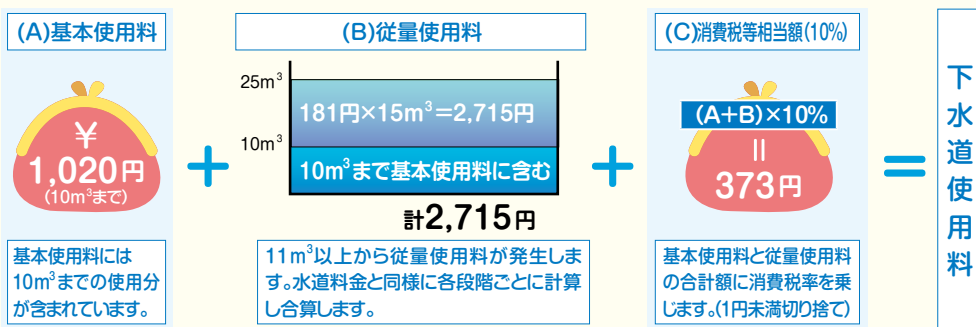 (A)基本使用料
¥
1,020円
(10m³まで)
基本使用料には
10m³までの使用分
が含まれています。
+
(B)従量使用料
25m³
181円×15m³=2,715円
10m³
10m³まで基本使用料に含む
計2,715円
11m³以上から従量使用料が発生しま
す。水道料金と同様に各段階ごとに計算
し合算します。
+
(C)消費税等相当額(10%)
(A+B)×10%
=
373円
基本使用料と従量使用料
の合計額に消費税率を乗
じます。(1円未満切り捨て)
=
下水道使用料